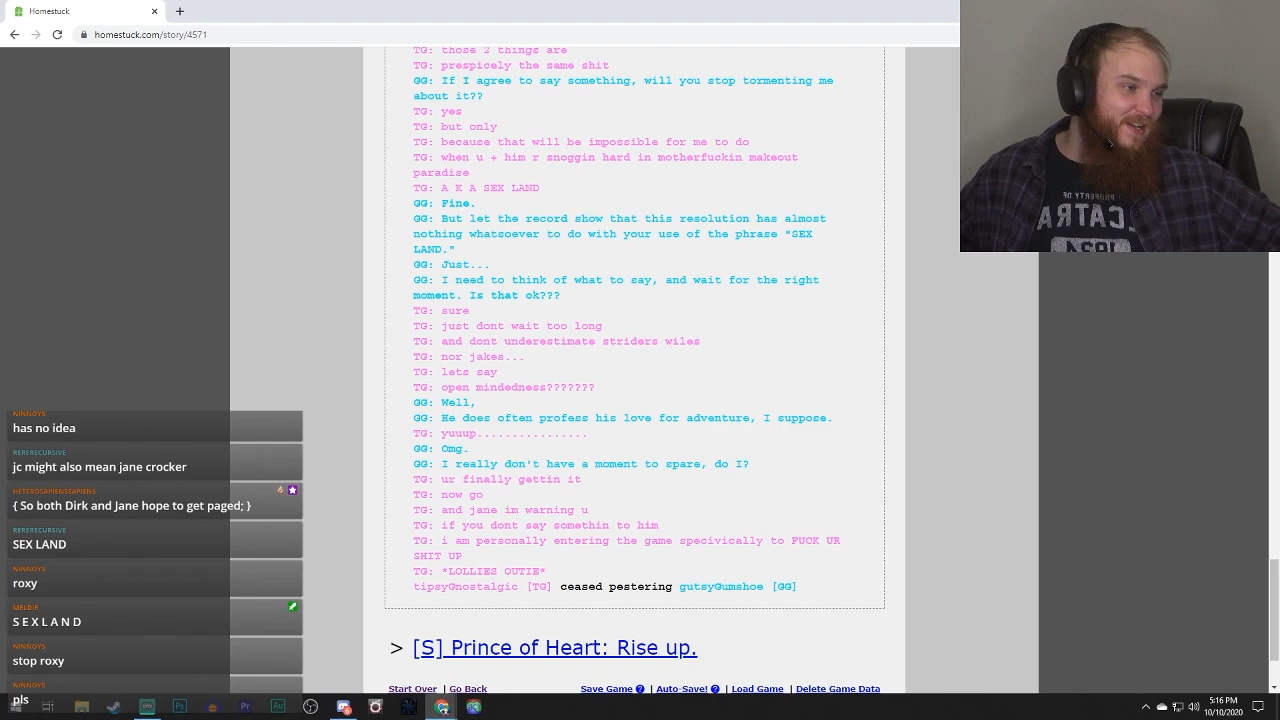 Homestuck
homestuck.com/story/4571
TG: those 2 things are
TG: prespicely the same shit
GG: If I agree to say something, will you stop tormenting me
about it??
TG: yes
TG: but only
TG: because that will be impossible for me to do
TG: when u + him r snoggin hard in motherfuckin makeout
paradise
TG: A K A SEX LAND
GG: Fine.
GG: But let the record show that this resolution has almost
nothing whatsoever to do with your use of the phrase "SEX
LAND."
GG: Just...
GG: I need to think of what to say, and wait for the right
moment. Is that ok???
TG: sure
TG: just dont wait too long
TG: and dont underestimate striders wiles
TG: nor jakes...
TG: lets say
TG: open mindedness???????
GG: Well,
GG: He does often profess his love for adventure, I suppose.
TG: yuuup...............
GG: Omg.
GG: I really don't have a moment to spare, do I?
TG: ur finally gettin it
TG: now go
TG: and jane im warning u
TG: if you dont say somethin to him
TG: i am personally entering the game specivically to FUCK UR
SHIT UP
TG: *LOLLIES OUTIE*
tipsyGnostalgic [TG] ceased pestering gutsyGumshoe [GG]
> [S] Prince of Heart: Rise up.
Start Over | Go Back
Save Game ? | Auto-Save! ? | Load Game | Delete Game Data
NINNOYS
has no idea
RERERECURSIVE
jc might also mean jane crocker
HETEROSAPIENSSAPIENS
{ So both Dirk and Jane hope to get paged; }
RERERECURSIVE
SEX LAND
NINNOYS
roxy
MELDIE
S E X L A N D
NINNOYS
stop roxy
NINNOYS
pls
PROPERTY OF
CATRA
5:16 PM
10/10/2020